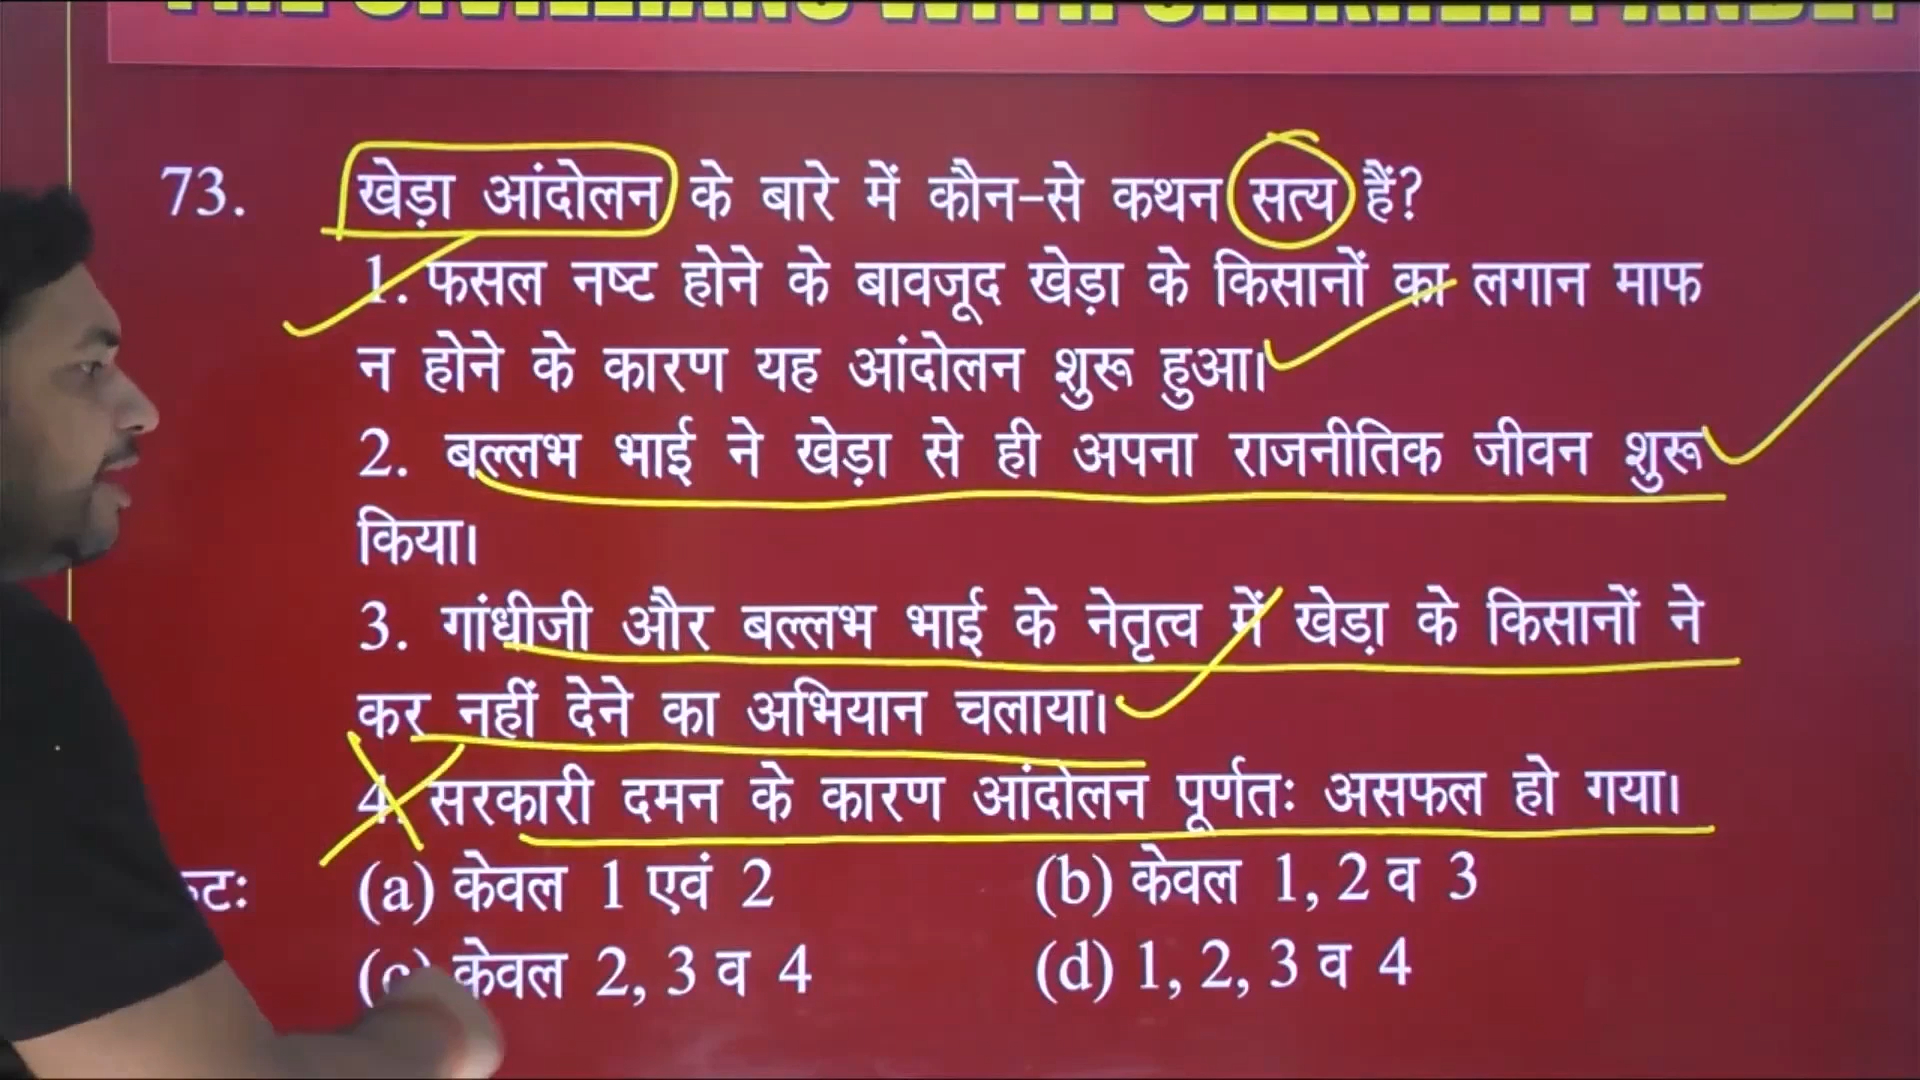 73. खेड़ा आंदोलन के बारे में कौन-से कथन सत्य हैं?
1. फसल नष्ट होने के बावजूद खेड़ा के किसानों का लगान माफ
न होने के कारण यह आंदोलन शुरू हुआ।
2. बल्लभ भाई ने खेड़ा से ही अपना राजनीतिक जीवन शुरू
किया।
3. गांधीजी और बल्लभ भाई के नेतृत्व में खेडा़ के किसानों ने
कर नहीं देने का अभियान चलाया।
4. सरकारी दमन के कारण आंदोलन पूर्णतः असफल हो गया।
(a) केवल 1 एवं 2 (b) केवल 1, 2 व 3
(c) केवल 2, 3 व 4 (d) 1, 2, 3 व 4